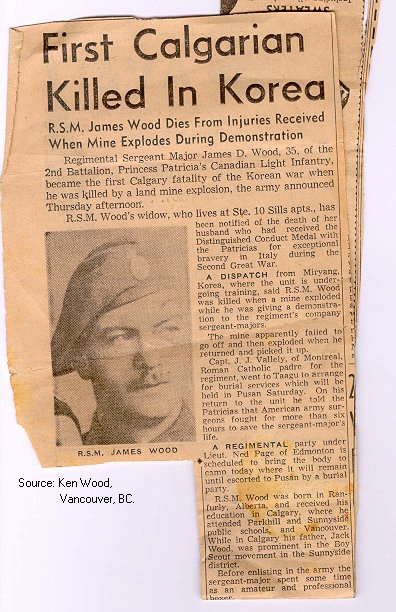 SWEATERS
First Calgarian
Killed In Korea
R.S.M. James Wood Dies From Injuries Received
When Mine Explodes During Demonstration
Regimental Sergeant Major James D. Wood, 35, of the
2nd Battalion, Princess Patricia's Canadian Light Infantry,
became the first Calgary fatality of the Korean war when
he was killed by a land mine explosion, the army announced
Thursday afternoon.
R.S.M. Wood's widow, who lives at Ste. 10 Sills apts., has
been notified of the death of her
husband who had received the
Distinguished Conduct Medal with
the Patricias for exceptional
bravery in Italy during the
Second Great War.
A DISPATCH from Miryang,
Korea, where the unit is under-
going training, said R.S.M. Wood
was killed when a mine exploded
while he was giving a demonstra-
tion to the regiment's company
sergeant-majors.
The mine apparently failed to
go off and then exploded when he
returned and picked it up.
Capt. J. J. Vallely, of Montreal,
Roman Catholic padre for the
regiment, went to Taegu to arrange
for burial services which will be
held in Pusan Saturday. On his
return to the unit he told the
Patricias that American army sur-
geons fought for more than six
hours to save the sergeant-major's
life.
A REGIMENTAL party under
Lieut. Ned Page of Edmonton is
scheduled to bring the body to
camp today where it will remain
until escorted to Pusan by a burial
party.
R.S.M. Wood was born in Ran-
furly, Alberta, and received his
education in Calgary, where he
attended Parkhill and Sunnyside
public schools, and Vancouver.
While in Calgary his father, Jack
Wood, was prominent in the Boy
Scout movement in the Sunnyside
district.
Before enlisting in the army the
sergeant-major spent some time
as an amateur and professional
boxer.
R.S.M. JAMES WOOD
Source: Ken Wood,
Vancouver, BC.